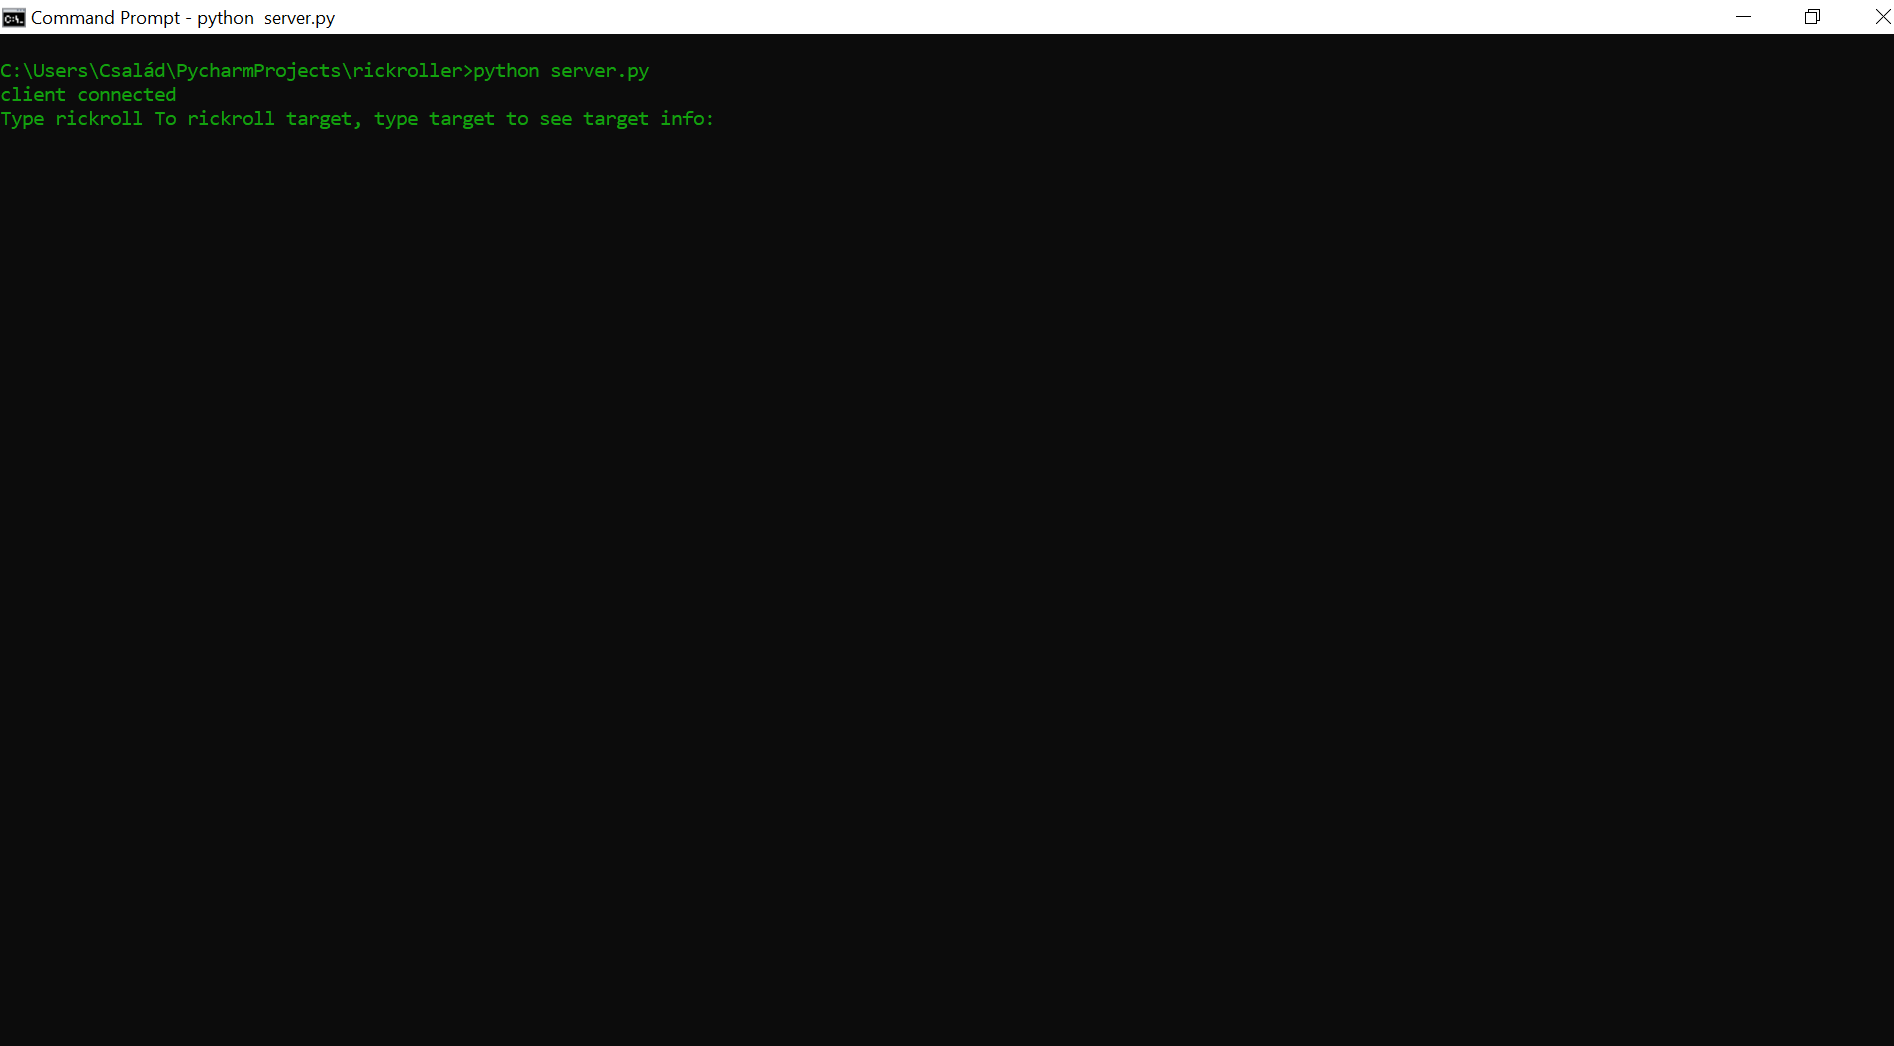 Command Prompt - python  server.py
C:\Users\Család\PycharmProjects\rickroller>python server.py
client connected
Type rickroll To rickroll target, type target to see target info: